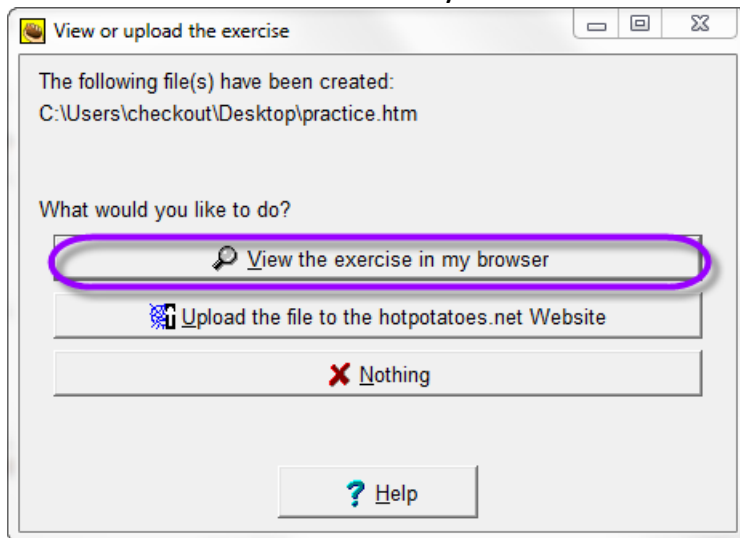 View or upload the exercise
The following file(s) have been created:
C:\Users\checkout\Desktop\practice.htm
What would you like to do?
View the exercise in my browser
Upload the file to the hotpotatoes.net Website
Nothing
? Help